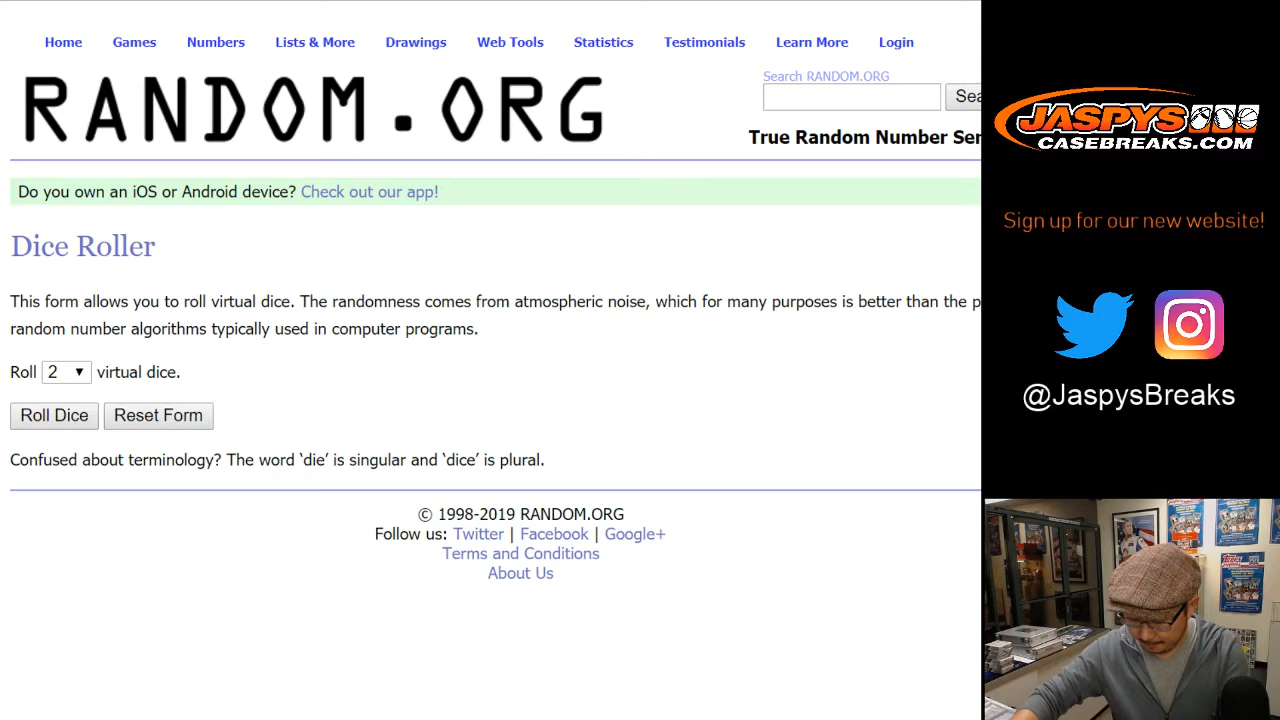 Home Games Numbers Lists & More Drawings Web Tools Statistics Testimonials Learn More Login
RANDOM.ORG
Search RANDOM.ORG
Sea
True Random Number Ser
Do you own an iOS or Android device? Check out our app!
Dice Roller
This form allows you to roll virtual dice. The randomness comes from atmospheric noise, which for many purposes is better than the p
random number algorithms typically used in computer programs.
Roll 2 virtual dice.
Roll Dice Reset Form
Confused about terminology? The word ‘die’ is singular and ‘dice’ is plural.
© 1998-2019 RANDOM.ORG
Follow us: Twitter | Facebook | Google+
Terms and Conditions
About Us
JASPYS
CASEBREAKS.COM
Sign up for our new website!
@JaspysBreaks